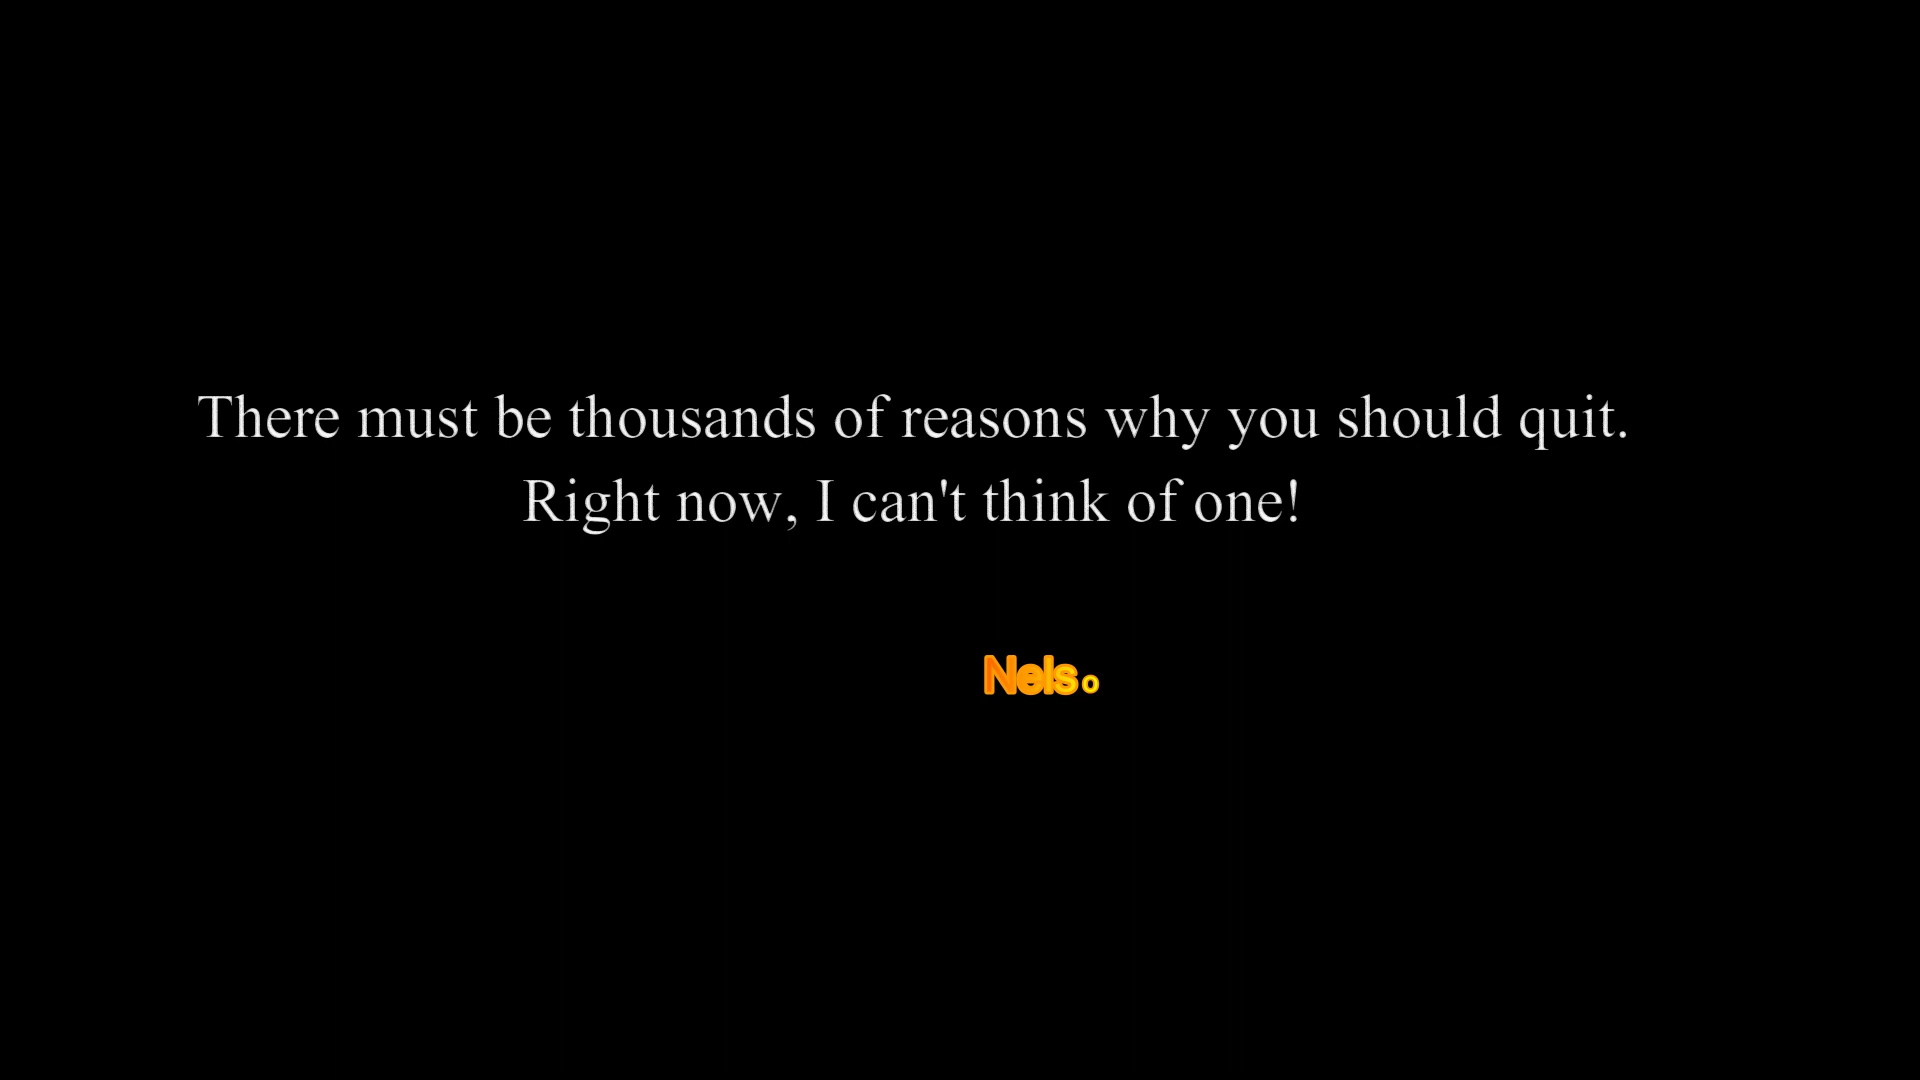 There must be thousands of reasons why you should quit.
Right now, I can't think of one!
Nelso